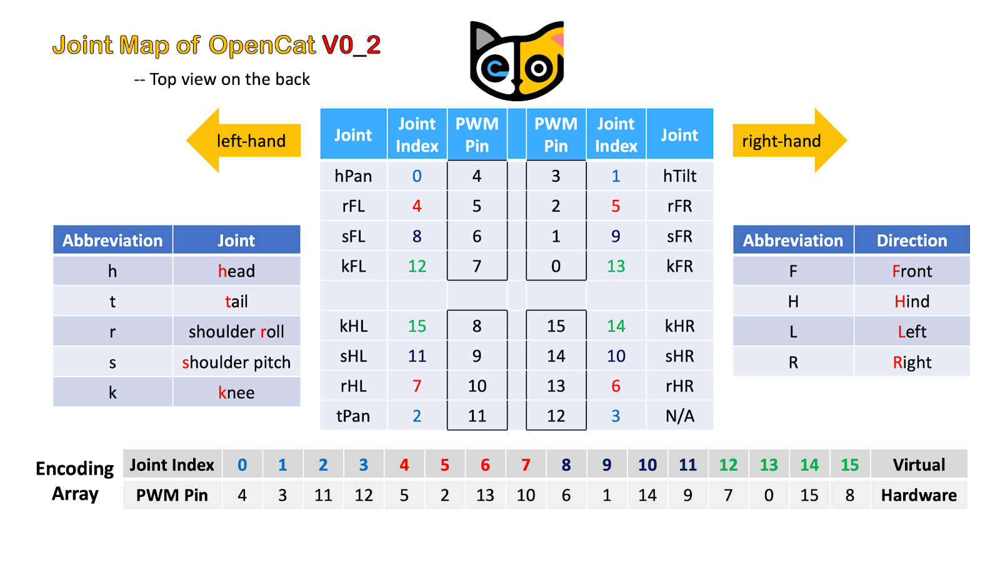 Joint Map of OpenCat V0_2
-- Top view on the back
left-hand
right-hand
Joint Joint Index PWM Pin PWM Pin Joint Index Joint
hPan 0 4 3 1 hTilt
rFL 4 5 2 5 rFR
sFL 8 6 1 9 sFR
kFL 12 7 0 13 kFR
kHL 15 8 15 14 kHR
sHL 11 9 14 10 sHR
rHL 7 10 13 6 rHR
tPan 2 11 12 3 N/A
Abbreviation Joint
h head
t tail
r shoulder roll
s shoulder pitch
k knee
Abbreviation Direction
F Front
H Hind
L Left
R Right
Encoding Array
Joint Index 0 1 2 3 4 5 6 7 8 9 10 11 12 13 14 15 Virtual
PWM Pin 4 3 11 12 5 2 13 10 6 1 14 9 7 0 15 8 Hardware